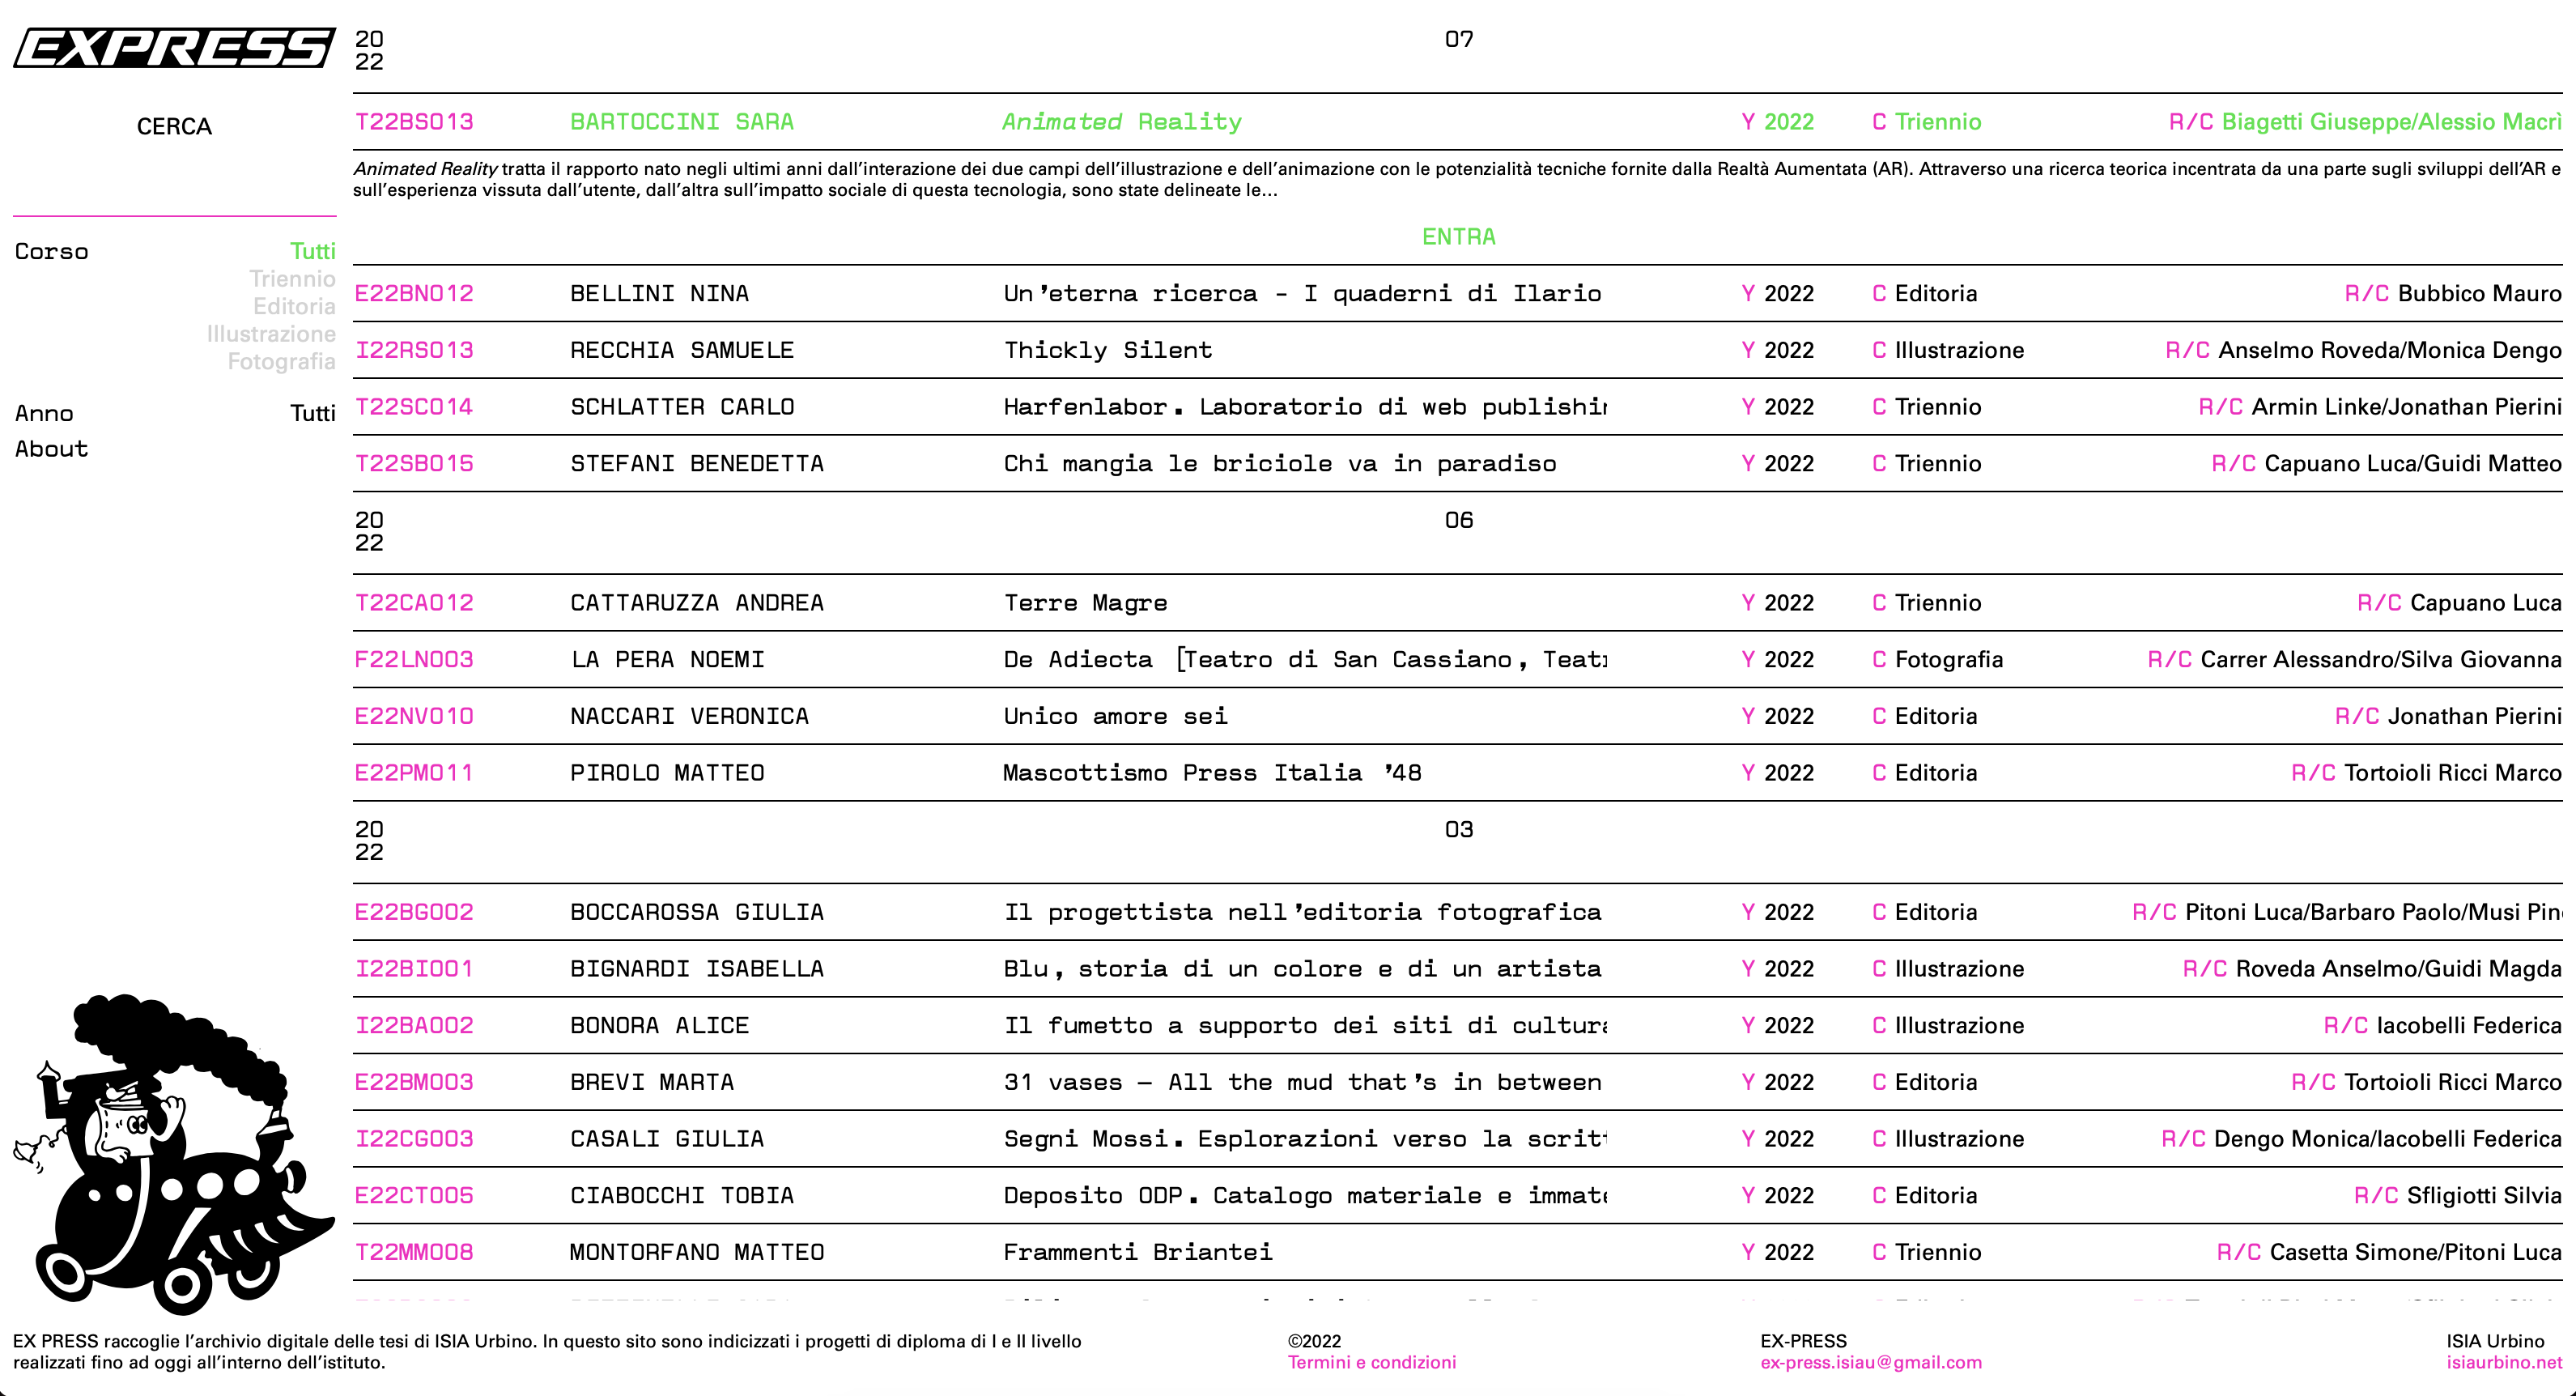 EXPRESS
CERCA
Corso Tutti
Triennio
Editoria
Illustrazione
Fotografia
Anno Tutti
About
20 07
22
T22BS013 BARTOCCINI SARA Animated Reality Y 2022 C Triennio R/C Biagetti Giuseppe/Alessio Macrì
Animated Reality tratta il rapporto nato negli ultimi anni dall’interazione dei due campi dell’illustrazione e dell’animazione con le potenzialità tecniche fornite dalla Realtà Aumentata (AR). Attraverso una ricerca teorica incentrata da una parte sugli sviluppi dell’AR e
sull’esperienza vissuta dall’utente, dall’altra sull’impatto sociale di questa tecnologia, sono state delineate le...
ENTRA
E22BN012 BELLINI NINA Un’eterna ricerca - I quaderni di Ilario Y 2022 C Editoria R/C Bubbico Mauro
I22RS013 RECCHIA SAMUELE Thickly Silent Y 2022 C Illustrazione R/C Anselmo Roveda/Monica Dengo
T22SC014 SCHLATTER CARLO Harfenlabor. Laboratorio di web publishin Y 2022 C Triennio R/C Armin Linke/Jonathan Pierini
T22SB015 STEFANI BENEDETTA Chi mangia le briciole va in paradiso Y 2022 C Triennio R/C Capuano Luca/Guidi Matteo
20 06
22
T22CA012 CATTARUZZA ANDREA Terre Magre Y 2022 C Triennio R/C Capuano Luca
F22LN003 LA PERA NOEMI De Adiecta [Teatro di San Cassiano, Teatr Y 2022 C Fotografia R/C Carrer Alessandro/Silva Giovanna
E22NV010 NACCARI VERONICA Unico amore sei Y 2022 C Editoria R/C Jonathan Pierini
E22PM011 PIROLO MATTEO Mascottismo Press Italia ’48 Y 2022 C Editoria R/C Tortoioli Ricci Marco
20 03
22
E22BG002 BOCCAROSSA GIULIA Il progettista nell’editoria fotografica Y 2022 C Editoria R/C Pitoni Luca/Barbaro Paolo/Musi Pin
I22BI001 BIGNARDI ISABELLA Blu, storia di un colore e di un artista Y 2022 C Illustrazione R/C Roveda Anselmo/Guidi Magda
I22BA002 BONORA ALICE Il fumetto a supporto dei siti di cultura Y 2022 C Illustrazione R/C Iacobelli Federica
E22BM003 BREVI MARTA 31 vases — All the mud that’s in between Y 2022 C Editoria R/C Tortoioli Ricci Marco
I22CG003 CASALI GIULIA Segni Mossi. Esplorazioni verso la scritt Y 2022 C Illustrazione R/C Dengo Monica/Iacobelli Federica
E22CT005 CIABOCCHI TOBIA Deposito ODP. Catalogo materiale e immate Y 2022 C Editoria R/C Sfligiotti Silvia
T22MM008 MONTORFANO MATTEO Frammenti Briantei Y 2022 C Triennio R/C Casetta Simone/Pitoni Luca
EX PRESS raccoglie l’archivio digitale delle tesi di ISIA Urbino. In questo sito sono indicizzati i progetti di diploma di I e II livello
realizzati fino ad oggi all’interno dell’istituto.
©2022
Termini e condizioni
EX-PRESS
ex-press.isiau@gmail.com
ISIA Urbino
isiaurbino.net